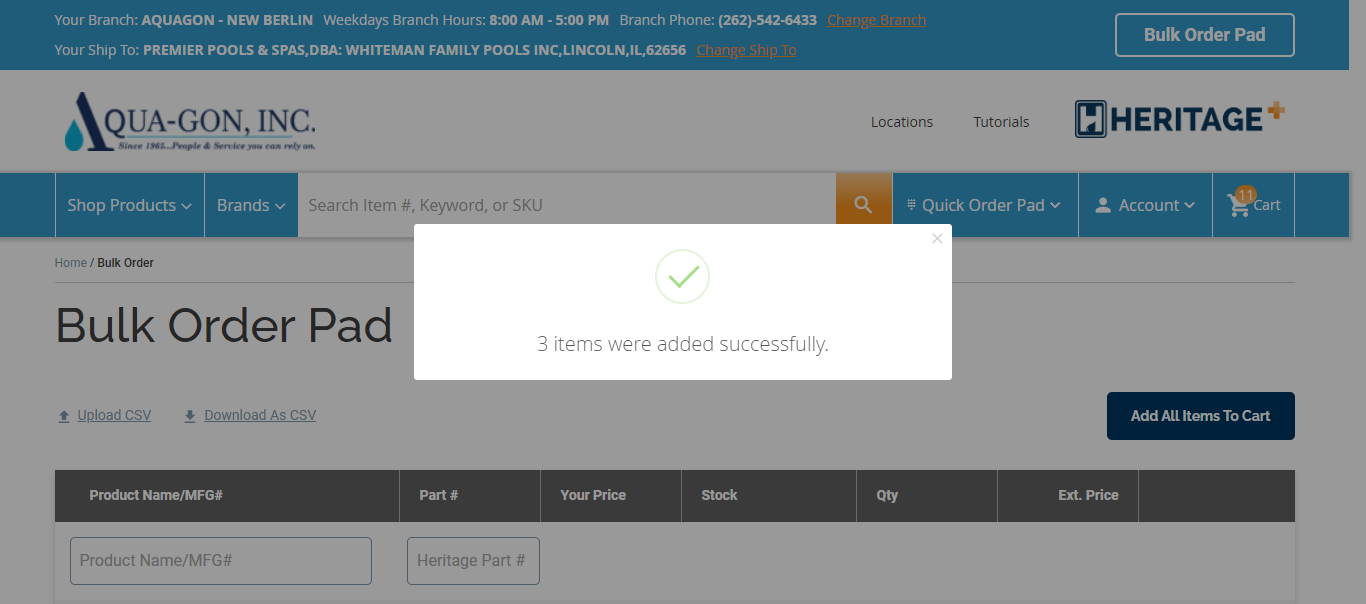 Your Branch: AQUAGON - NEW BERLIN Weekdays Branch Hours: 8:00 AM - 5:00 PM Branch Phone: (262)-542-6433 Change Branch
Your Ship To: PREMIER POOLS & SPAS,DBA: WHITEMAN FAMILY POOLS INC,LINCOLN,IL,62656 Change Ship To
Bulk Order Pad
AQUA-GON, INC.
Since 1965...People & Service you can rely on.
Locations Tutorials
HERITAGE+
Shop Products Brands Search Item #, Keyword, or SKU Quick Order Pad Account 11 Cart
Home / Bulk Order
×
Bulk Order Pad
3 items were added successfully.
Upload CSV Download As CSV Add All Items To Cart
Product Name/MFG# Part # Your Price Stock Qty Ext. Price
Product Name/MFG# Heritage Part #